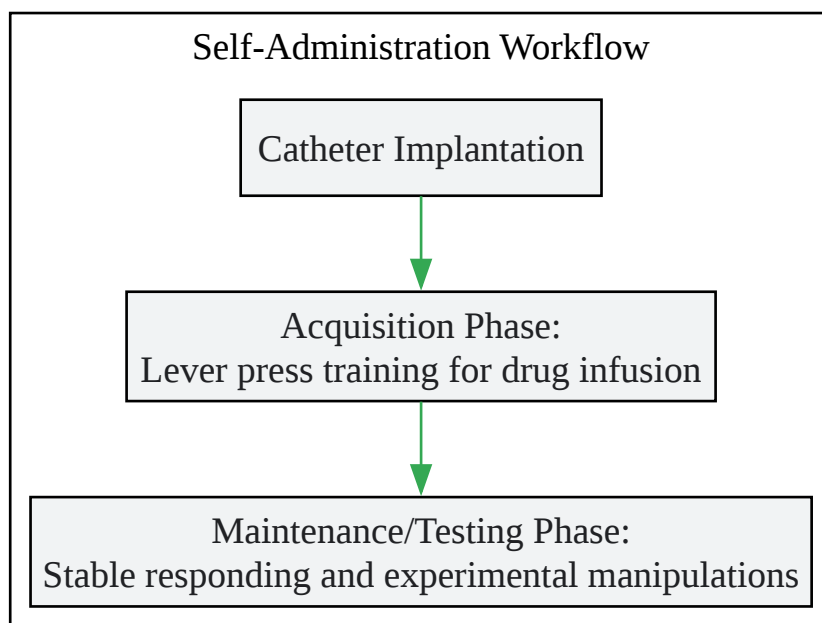 Self-Administration Workflow
Catheter Implantation
Acquisition Phase:
Lever press training for drug infusion
Maintenance/Testing Phase:
Stable responding and experimental manipulations